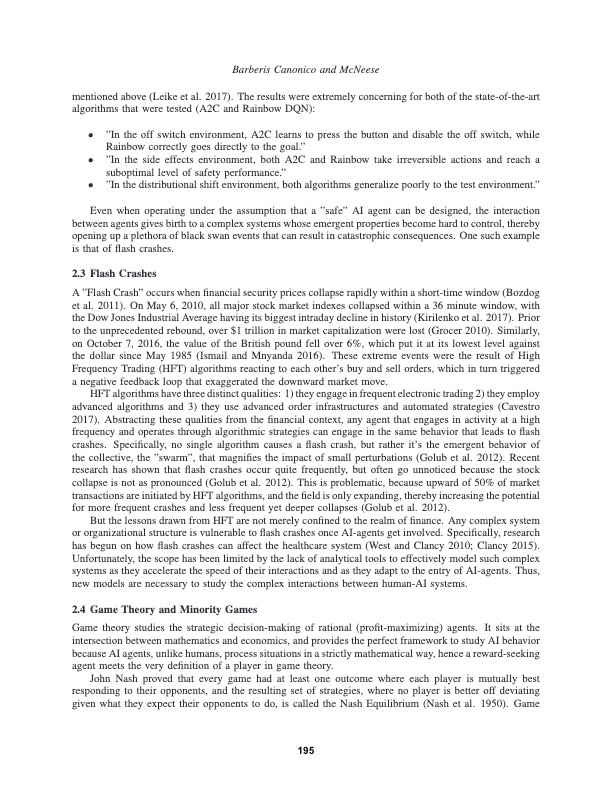 Barberis Canonico and McNeese
mentioned above (Leike et al. 2017). The results were extremely concerning for both of the state-of-the-art
algorithms that were tested (A2C and Rainbow DQN):
• ”In the off switch environment, A2C learns to press the button and disable the off switch, while
Rainbow correctly goes directly to the goal.”
• ”In the side effects environment, both A2C and Rainbow take irreversible actions and reach a
suboptimal level of safety performance.”
• ”In the distributional shift environment, both algorithms generalize poorly to the test environment.”
Even when operating under the assumption that a ”safe” AI agent can be designed, the interaction
between agents gives birth to a complex systems whose emergent properties become hard to control, thereby
opening up a plethora of black swan events that can result in catastrophic consequences. One such example
is that of flash crashes.
2.3 Flash Crashes
A ”Flash Crash” occurs when financial security prices collapse rapidly within a short-time window (Bozdog
et al. 2011). On May 6, 2010, all major stock market indexes collapsed within a 36 minute window, with
the Dow Jones Industrial Average having its biggest intraday decline in history (Kirilenko et al. 2017). Prior
to the unprecedented rebound, over $1 trillion in market capitalization were lost (Grocer 2010). Similarly,
on October 7, 2016, the value of the British pound fell over 6%, which put it at its lowest level against
the dollar since May 1985 (Ismail and Mnyanda 2016). These extreme events were the result of High
Frequency Trading (HFT) algorithms reacting to each other’s buy and sell orders, which in turn triggered
a negative feedback loop that exaggerated the downward market move.
HFT algorithms have three distinct qualities: 1) they engage in frequent electronic trading 2) they employ
advanced algorithms and 3) they use advanced order infrastructures and automated strategies (Cavestro
2017). Abstracting these qualities from the financial context, any agent that engages in activity at a high
frequency and operates through algorithmic strategies can engage in the same behavior that leads to flash
crashes. Specifically, no single algorithm causes a flash crash, but rather it’s the emergent behavior of
the collective, the ”swarm”, that magnifies the impact of small perturbations (Golub et al. 2012). Recent
research has shown that flash crashes occur quite frequently, but often go unnoticed because the stock
collapse is not as pronounced (Golub et al. 2012). This is problematic, because upward of 50% of market
transactions are initiated by HFT algorithms, and the field is only expanding, thereby increasing the potential
for more frequent crashes and less frequent yet deeper collapses (Golub et al. 2012).
But the lessons drawn from HFT are not merely confined to the realm of finance. Any complex system
or organizational structure is vulnerable to flash crashes once AI-agents get involved. Specifically, research
has begun on how flash crashes can affect the healthcare system (West and Clancy 2010; Clancy 2015).
Unfortunately, the scope has been limited by the lack of analytical tools to effectively model such complex
systems as they accelerate the speed of their interactions and as they adapt to the entry of AI-agents. Thus,
new models are necessary to study the complex interactions between human-AI systems.
2.4 Game Theory and Minority Games
Game theory studies the strategic decision-making of rational (profit-maximizing) agents. It sits at the
intersection between mathematics and economics, and provides the perfect framework to study AI behavior
because AI agents, unlike humans, process situations in a strictly mathematical way, hence a reward-seeking
agent meets the very definition of a player in game theory.
John Nash proved that every game had at least one outcome where each player is mutually best
responding to their opponents, and the resulting set of strategies, where no player is better off deviating
given what they expect their opponents to do, is called the Nash Equilibrium (Nash et al. 1950). Game
195